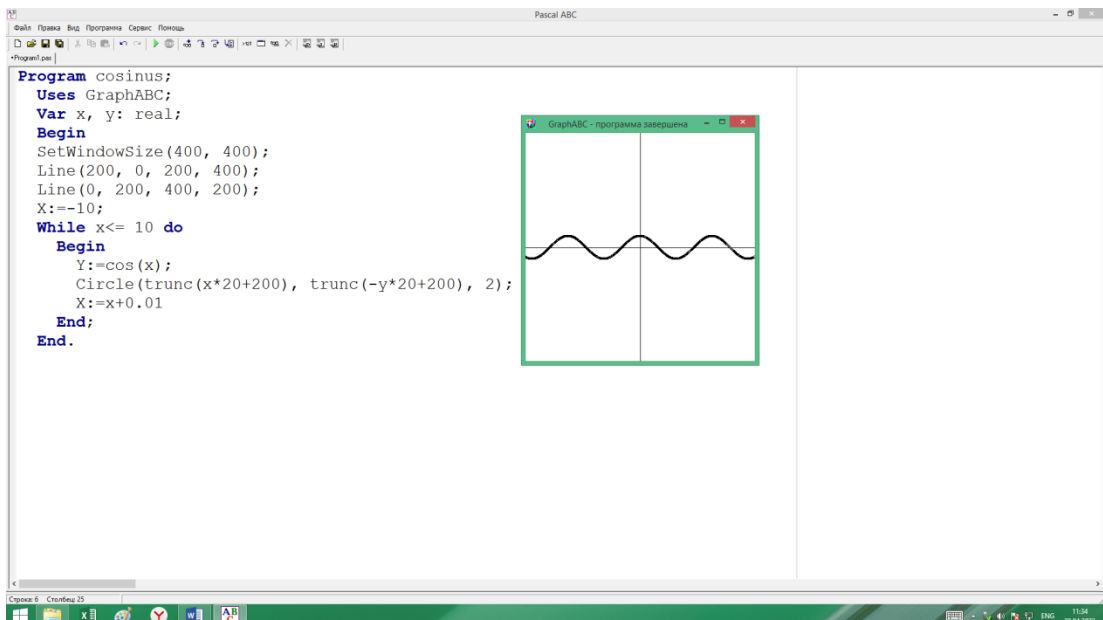 Pascal ABC
Файл Правка Вид Программа Сервис Помощь
•Program1.pas
Program cosinus;
Uses GraphABC;
Var x, y: real;
Begin
SetWindowSize(400, 400);
Line(200, 0, 200, 400);
Line(0, 200, 400, 200);
X:=-10;
While x<= 10 do
Begin
Y:=cos(x);
Circle(trunc(x*20+200), trunc(-y*20+200), 2);
X:=x+0.01
End;
End.
GraphABC - программа завершена
Строка: 6 Столбец 25
ENG
11:34